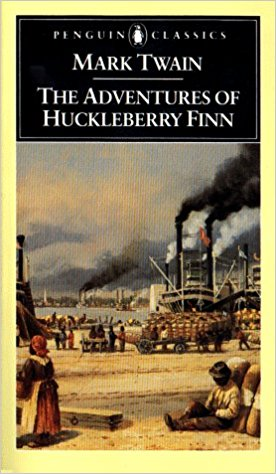 PENGUIN CLASSICS
MARK TWAIN
THE ADVENTURES OF
HUCKLEBERRY FINN